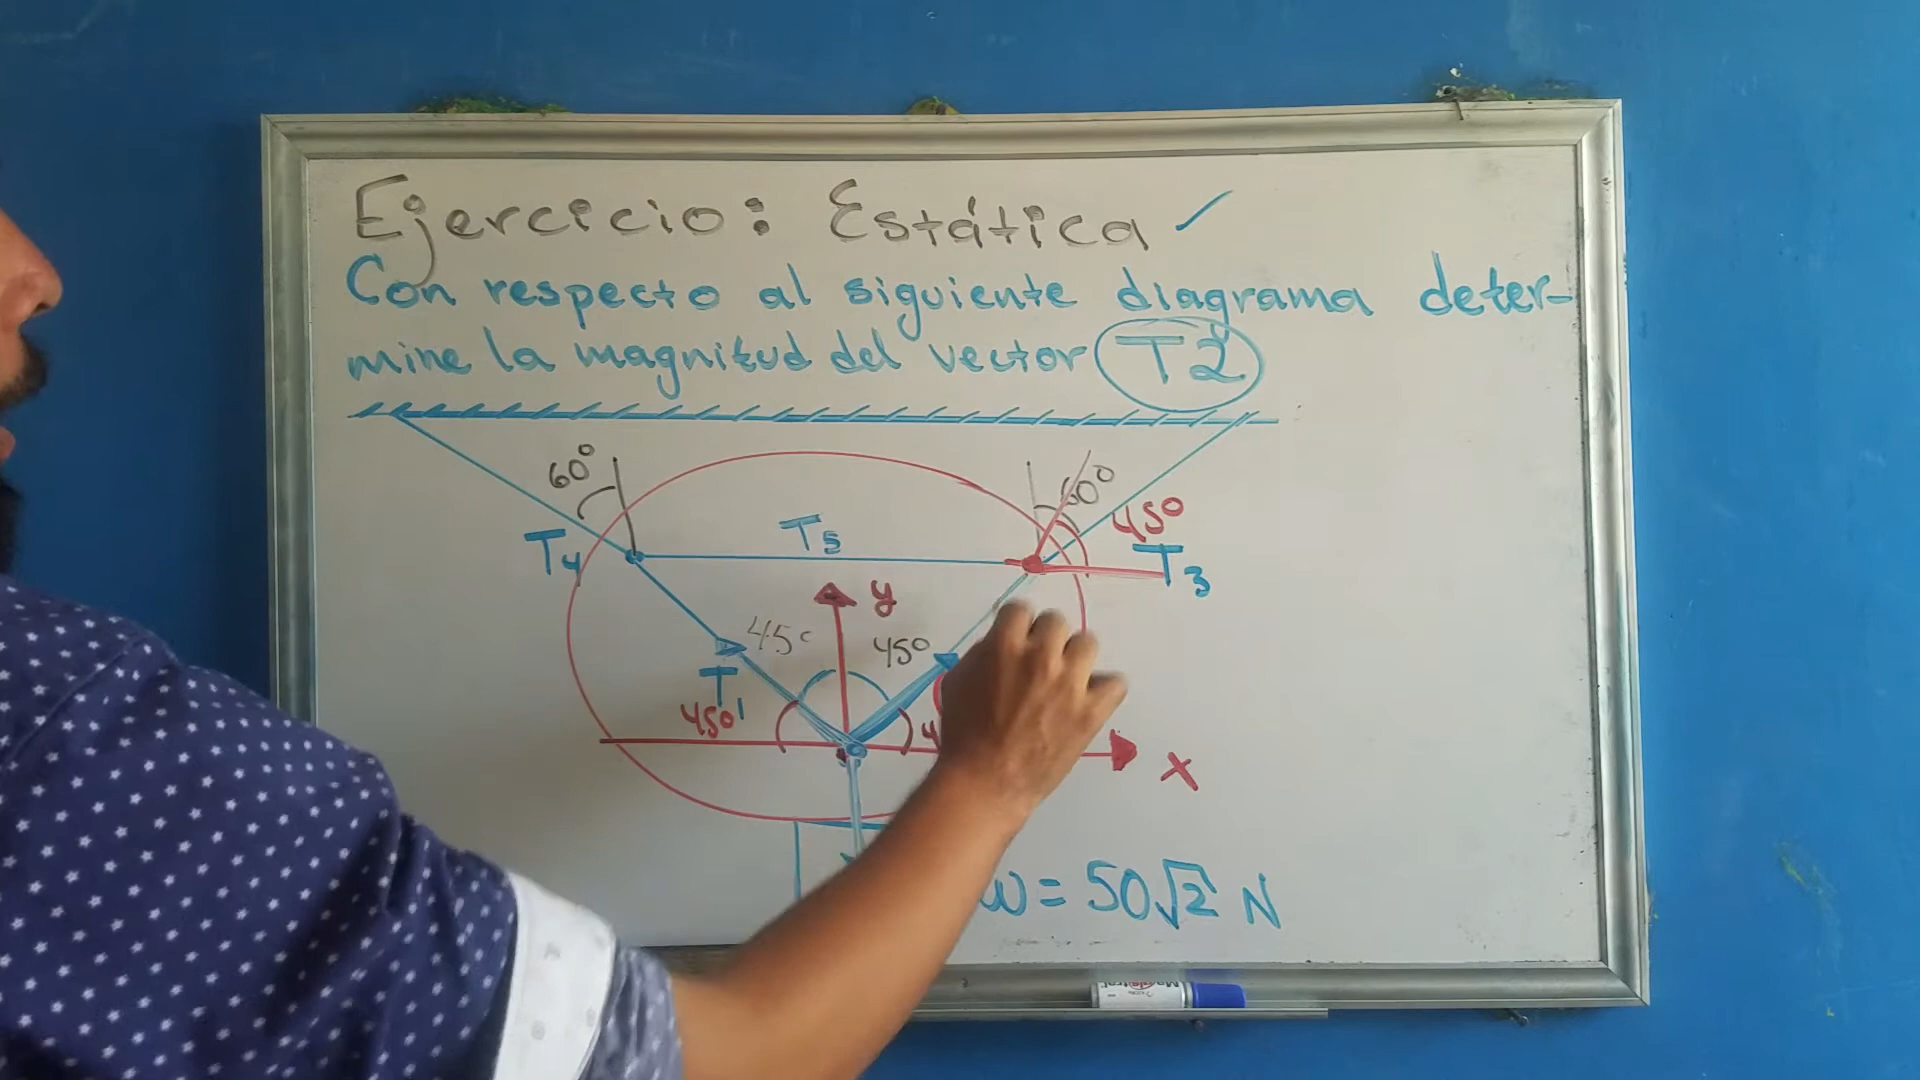 Ejercicio: Estática
Con respecto al siguiente diagrama deter-
mine la magnitud del vector T2
60°
60°
45°
T4
T5
T3
y
45°
45°
T1
45°
4
x
w = 50√2 N